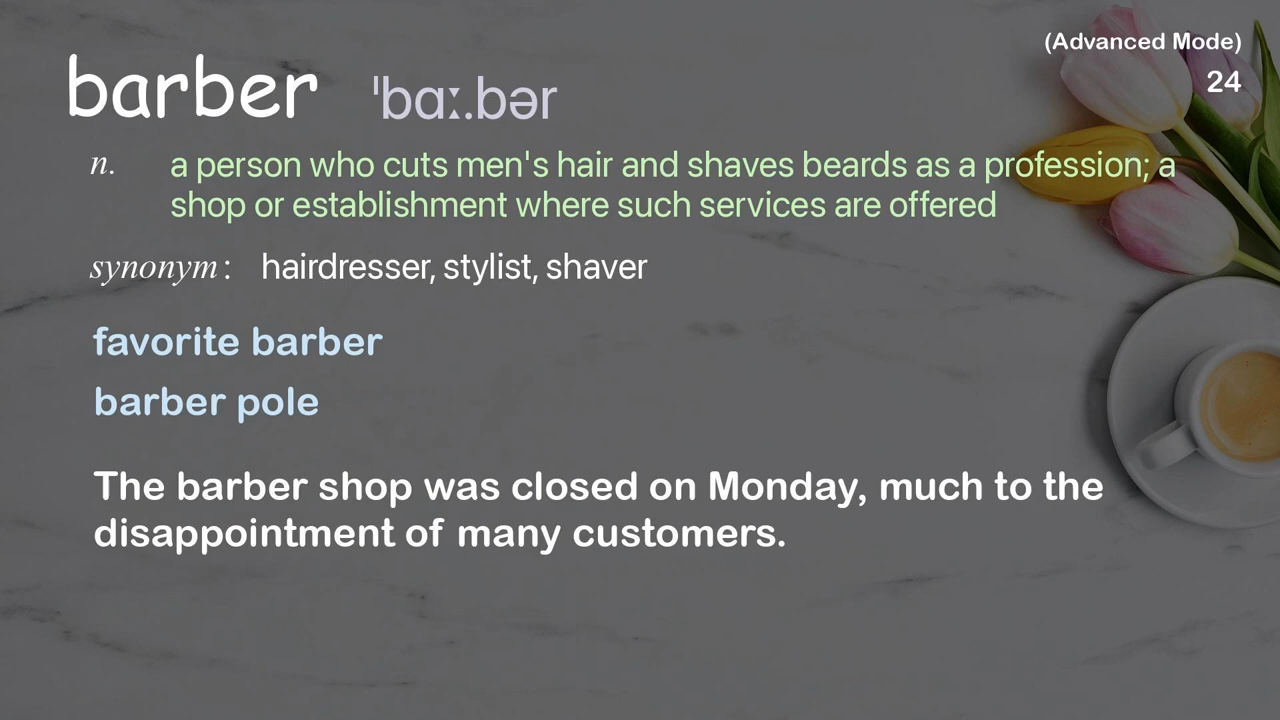 (Advanced Mode)
24
barber ˈbɑː.bər
n. a person who cuts men's hair and shaves beards as a profession; a
shop or establishment where such services are offered
synonym: hairdresser, stylist, shaver
favorite barber
barber pole
The barber shop was closed on Monday, much to the
disappointment of many customers.